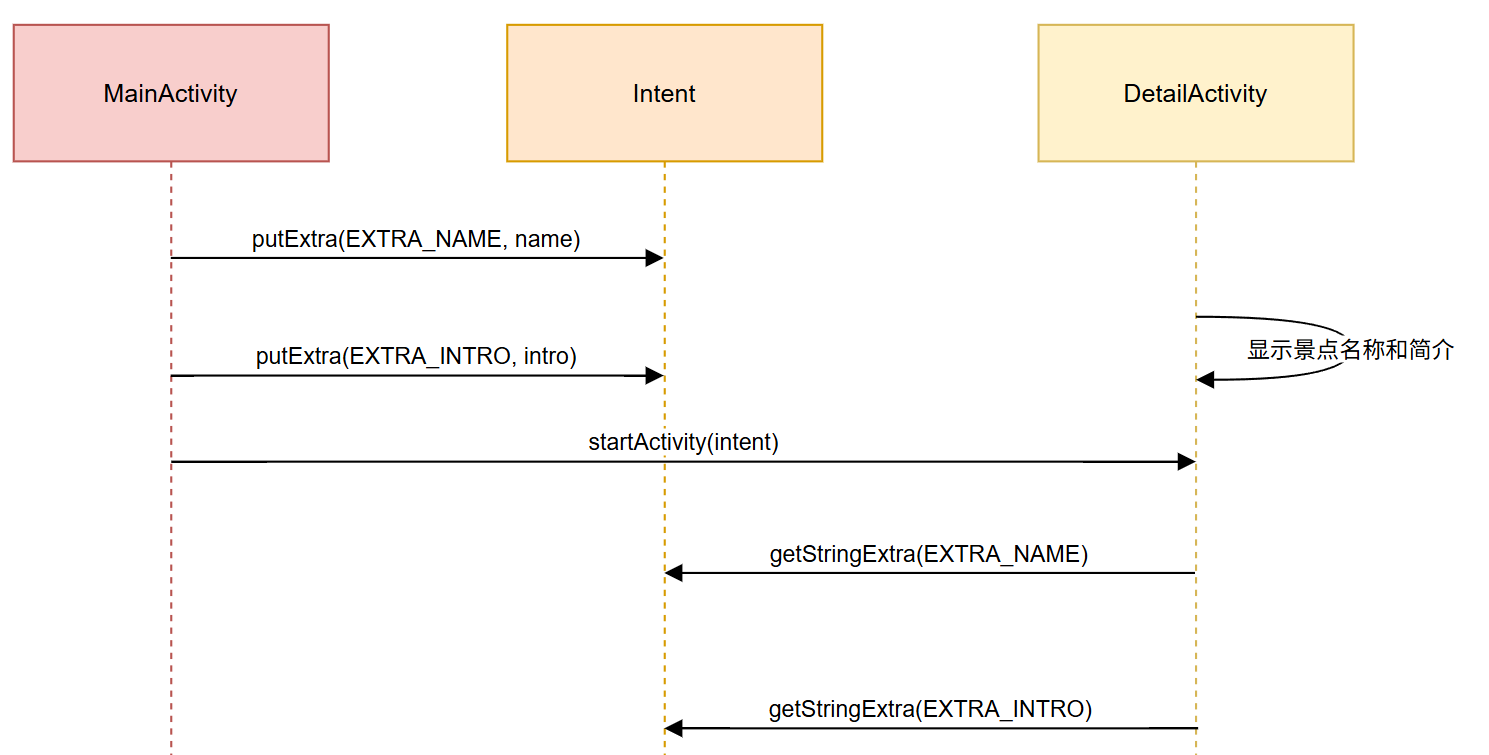 MainActivity
Intent
DetailActivity
putExtra(EXTRA_NAME, name)
显示景点名称和简介
putExtra(EXTRA_INTRO, intro)
startActivity(intent)
getStringExtra(EXTRA_NAME)
getStringExtra(EXTRA_INTRO)